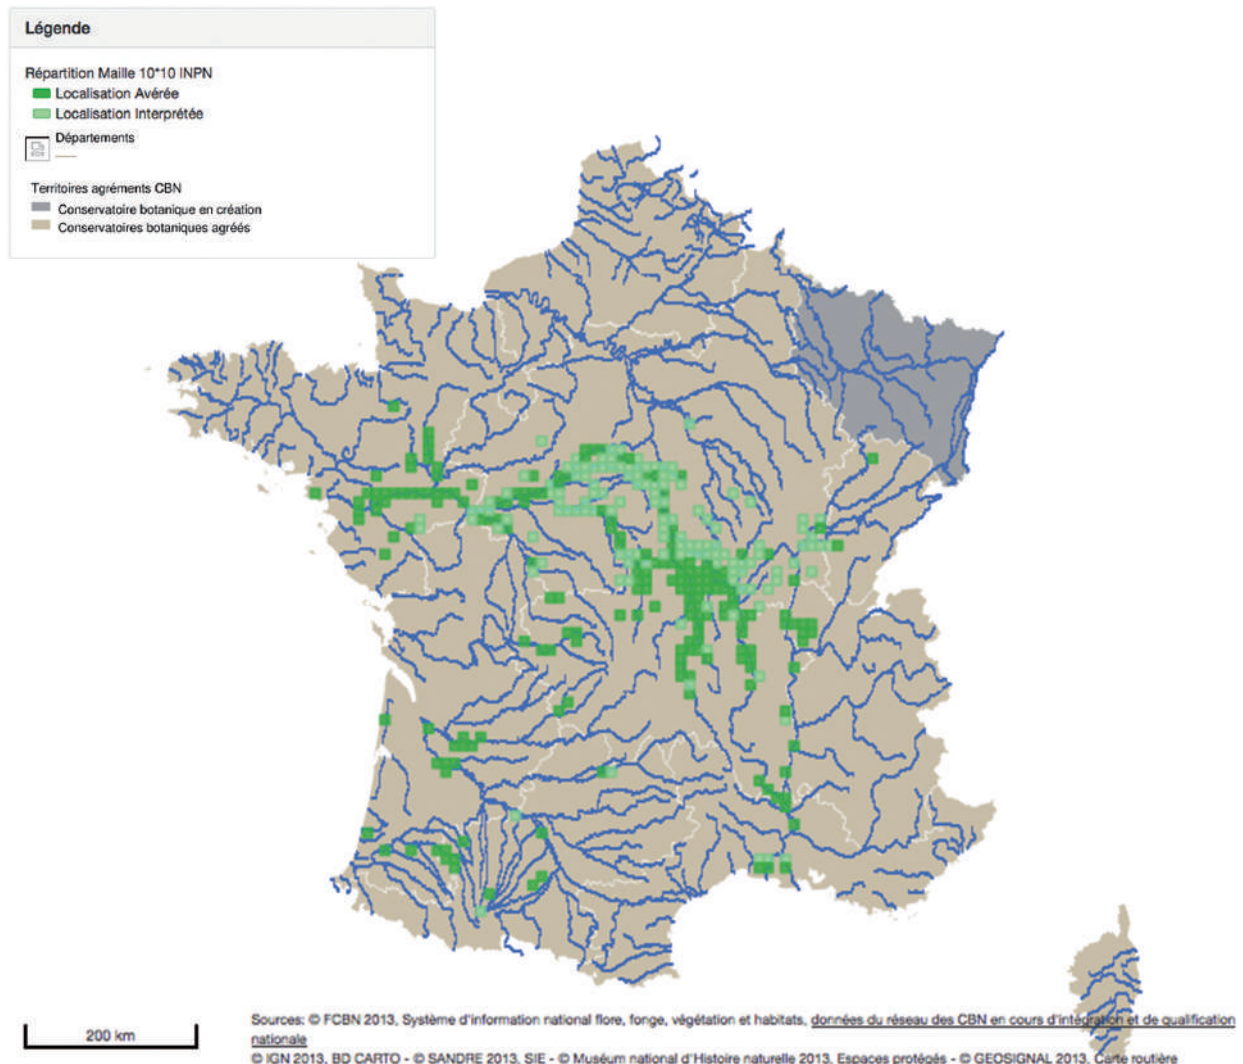 Légende
Répartition Maille 10*10 INPN
Localisation Avérée
Localisation Interprétée
Départements
Territoires agréments CBN
Conservatoire botanique en création
Conservatoires botaniques agréés
200 km
Sources: © FCBN 2013, Système d'information national flore, fonge, végétation et habitats, données du réseau des CBN en cours d'intégration et de qualification
nationale
© IGN 2013, BD CARTO - © SANDRE 2013, SIE - © Muséum national d'Histoire naturelle 2013, Espaces protégés - © GEOSIGNAL 2013, Carte routière